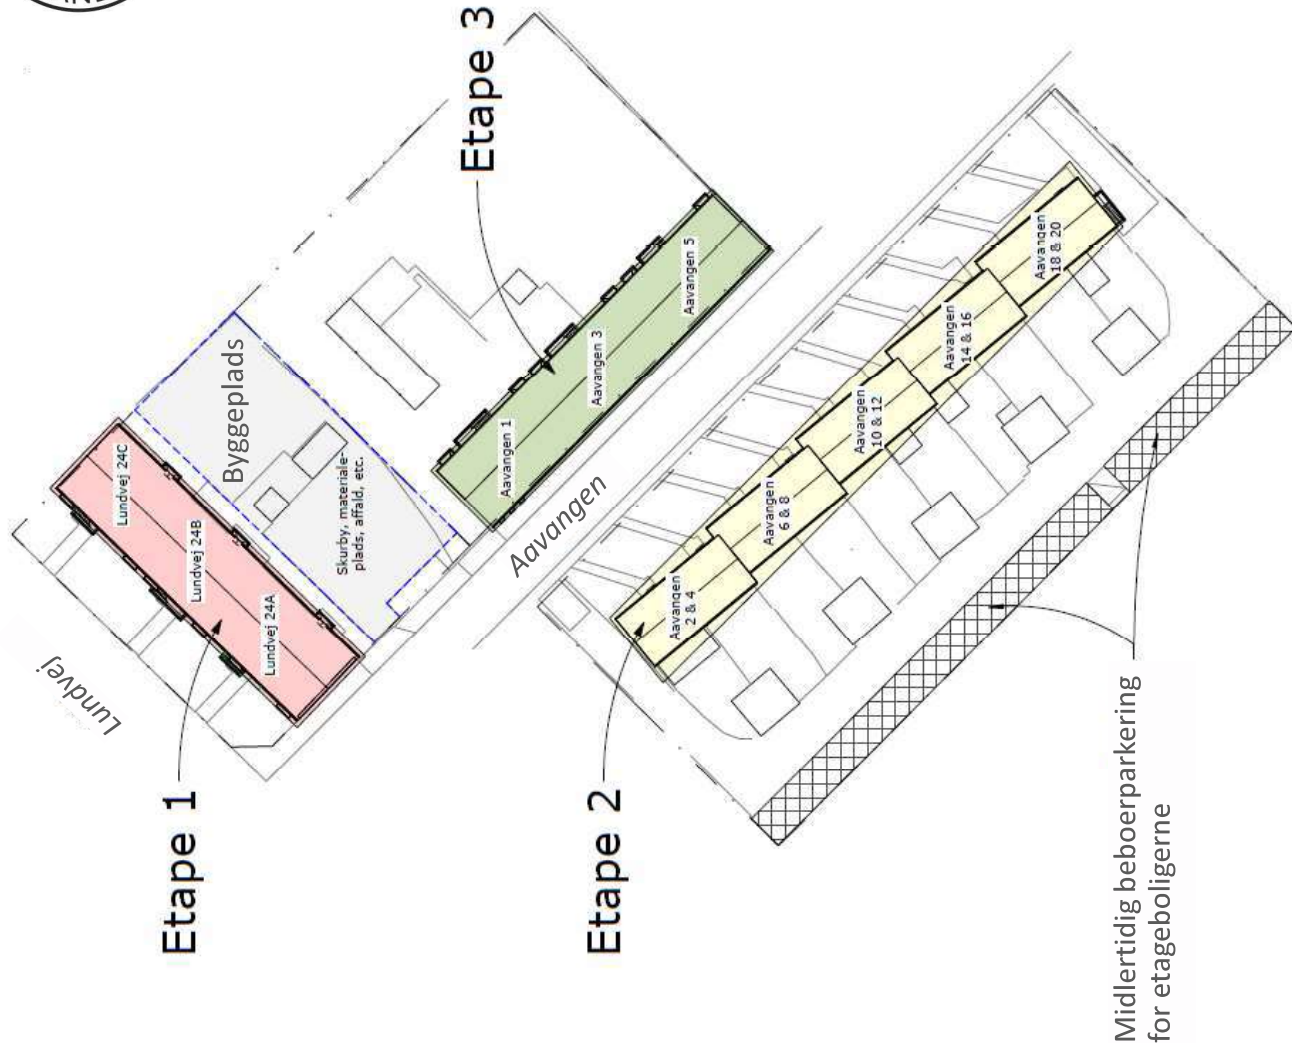 Etape 1
Etape 2
Etape 3
Lundvej
Lundvej 24A
Lundvej 24B
Lundvej 24C
Byggeplads
Skurby, materiale-
plads, affald, etc.
Aavangen 1
Aavangen 3
Aavangen 5
Aavangen
Aavangen
2 & 4
Aavangen
6 & 8
Aavangen
10 & 12
Aavangen
14 & 16
Aavangen
18 & 20
Midlertidig beboerparkering
for etageboligerne